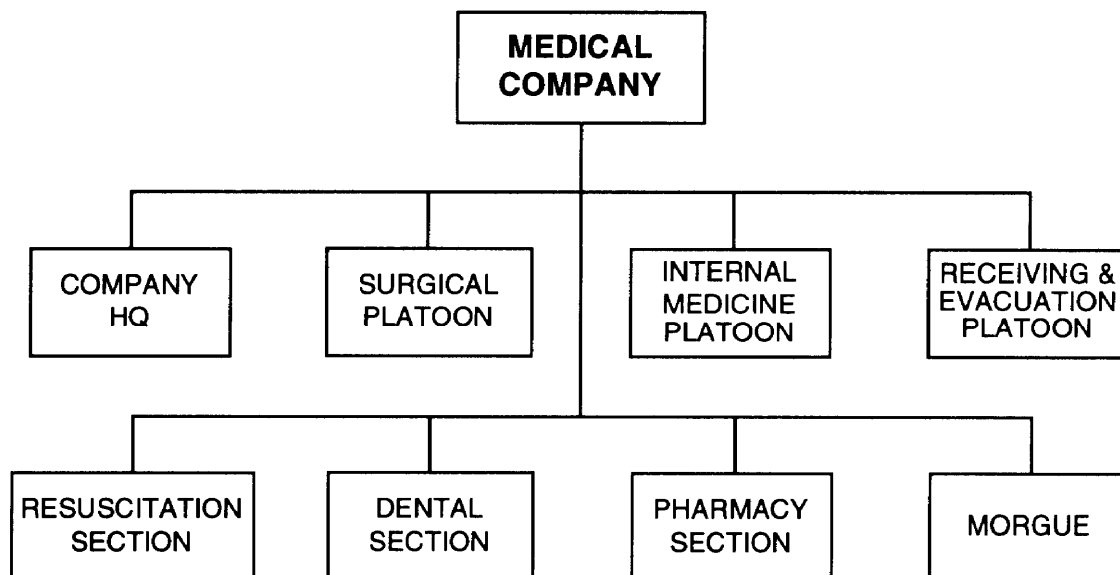 MEDICAL
COMPANY
COMPANY
HQ
SURGICAL
PLATOON
INTERNAL
MEDICINE
PLATOON
RECEIVING &
EVACUATION
PLATOON
RESUSCITATION
SECTION
DENTAL
SECTION
PHARMACY
SECTION
MORGUE